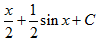 x/2 + 1/2 sin x + C